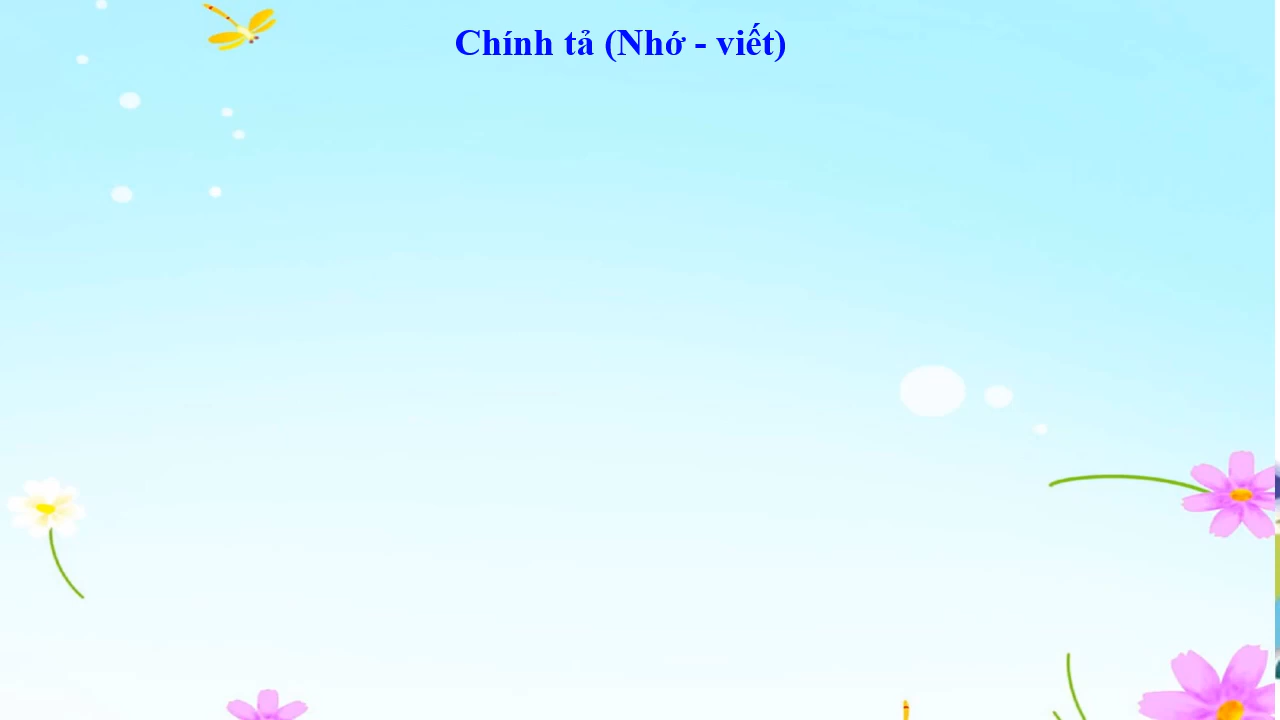 Chính tả (Nhớ - viết)